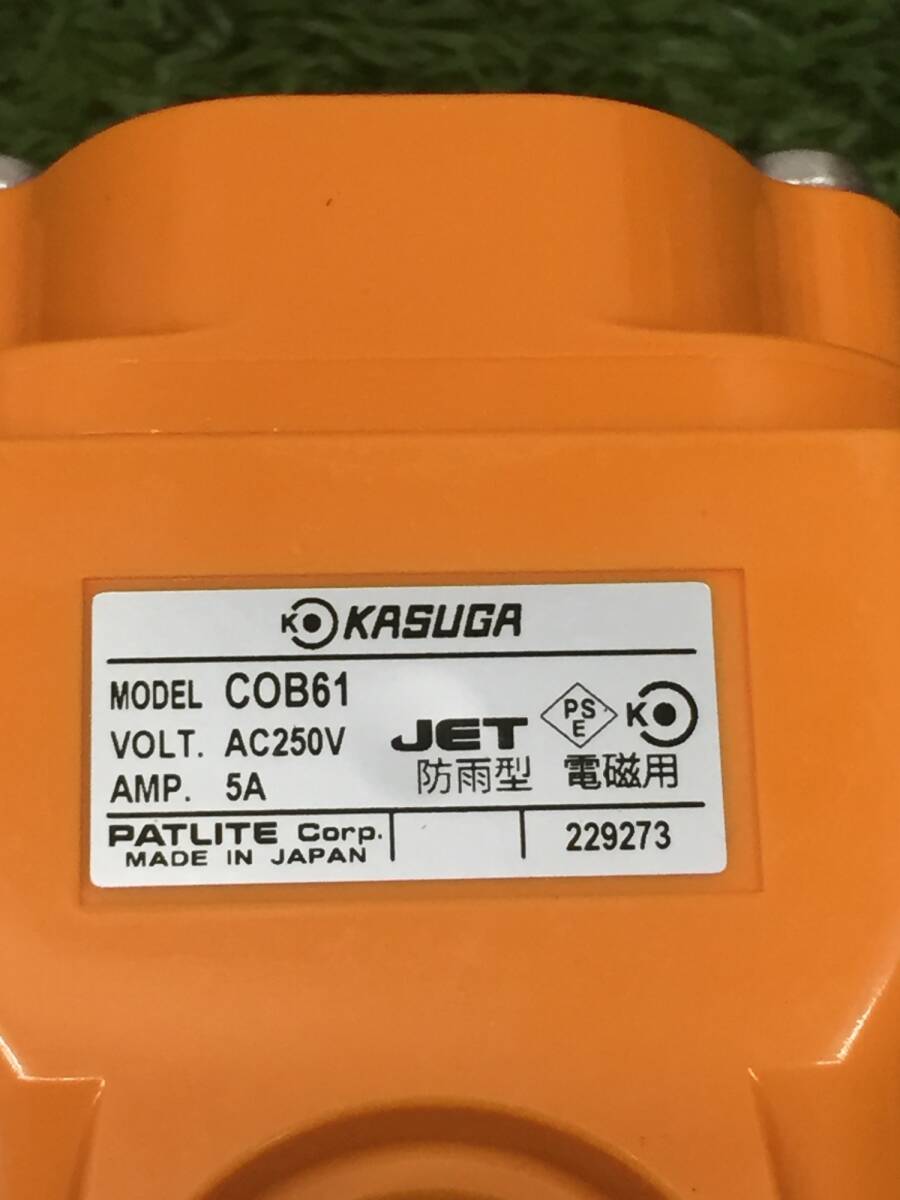 K KASUGA
MODEL COB61
VOLT. AC250V
AMP. 5A
JET
防雨型
PS
E
K
電磁用
PATLITE Corp.
MADE IN JAPAN
229273